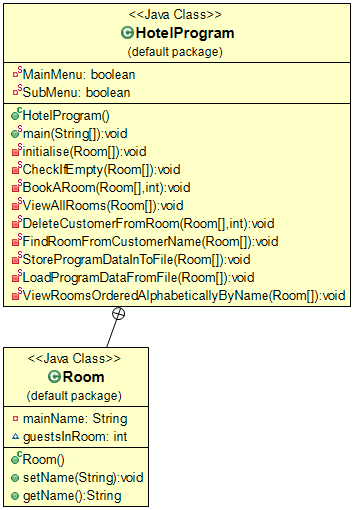 <<Java Class>>
HotelProgram
(default package)
MainMenu: boolean
SubMenu: boolean
HotelProgram()
main(String[]):void
initialise(Room[]):void
CheckIfEmpty(Room[]):void
BookARoom(Room[],int):void
ViewAllRooms(Room[]):void
DeleteCustomerFromRoom(Room[],int):void
FindRoomFromCustomerName(Room[]):void
StoreProgramDataInToFile(Room[]):void
LoadProgramDataFromFile(Room[]):void
ViewRoomsOrderedAlphabeticallyByName(Room[]):void
<<Java Class>>
Room
(default package)
mainName: String
guestsInRoom: int
Room()
setName(String):void
getName():String